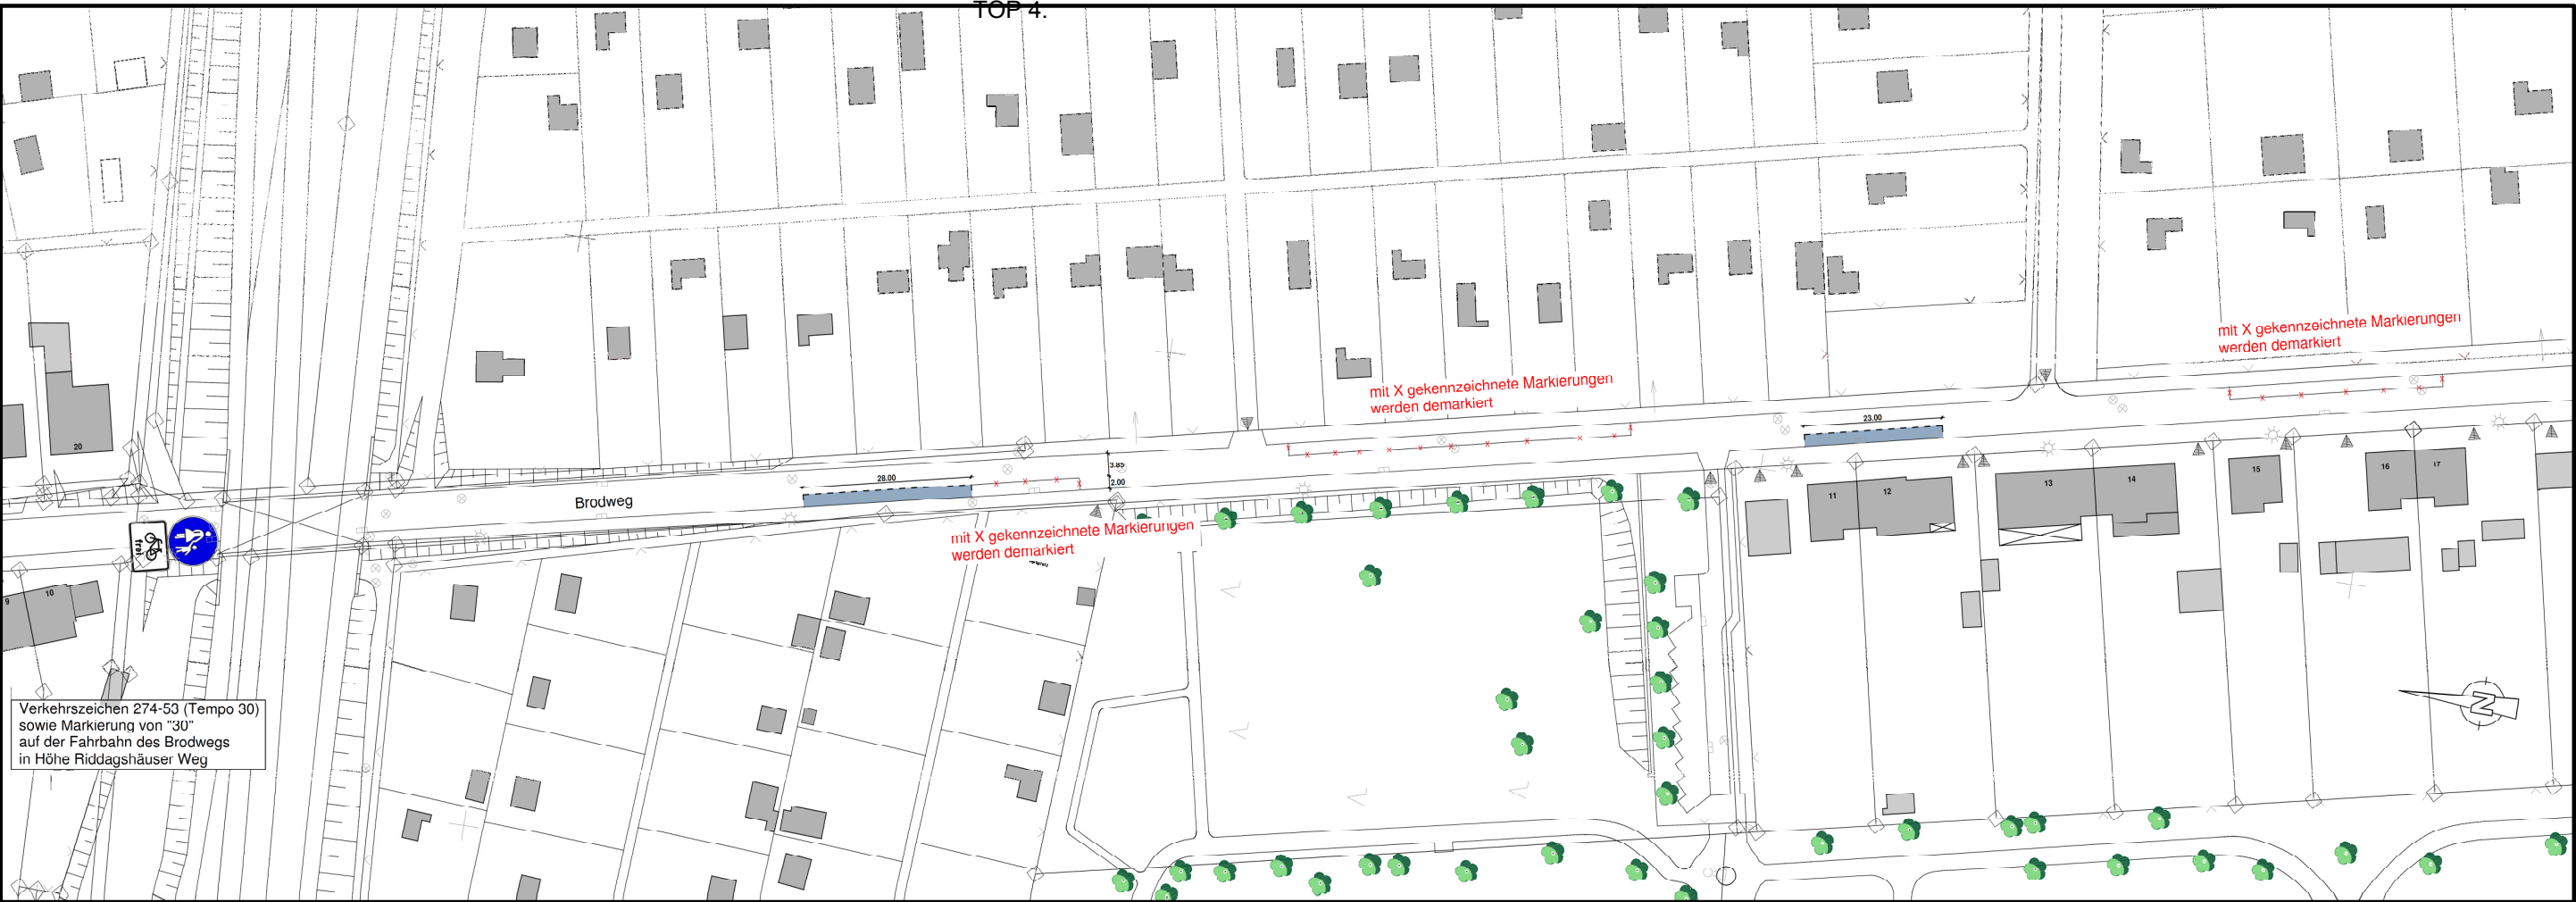 TOP 4.
mit X gekennzeichnete Markierungen
werden demarkiert
mit X gekennzeichnete Markierungen
werden demarkiert
23.00
20
3.85
28.00
2.00
Brodweg
11
12
13
14
15
16
17
mit X gekennzeichnete Markierungen
werden demarkiert
frei
9
10
Verkehrszeichen 274-53 (Tempo 30)
sowie Markierung von "30"
auf der Fahrbahn des Brodwegs
in Höhe Riddagshäuser Weg
N